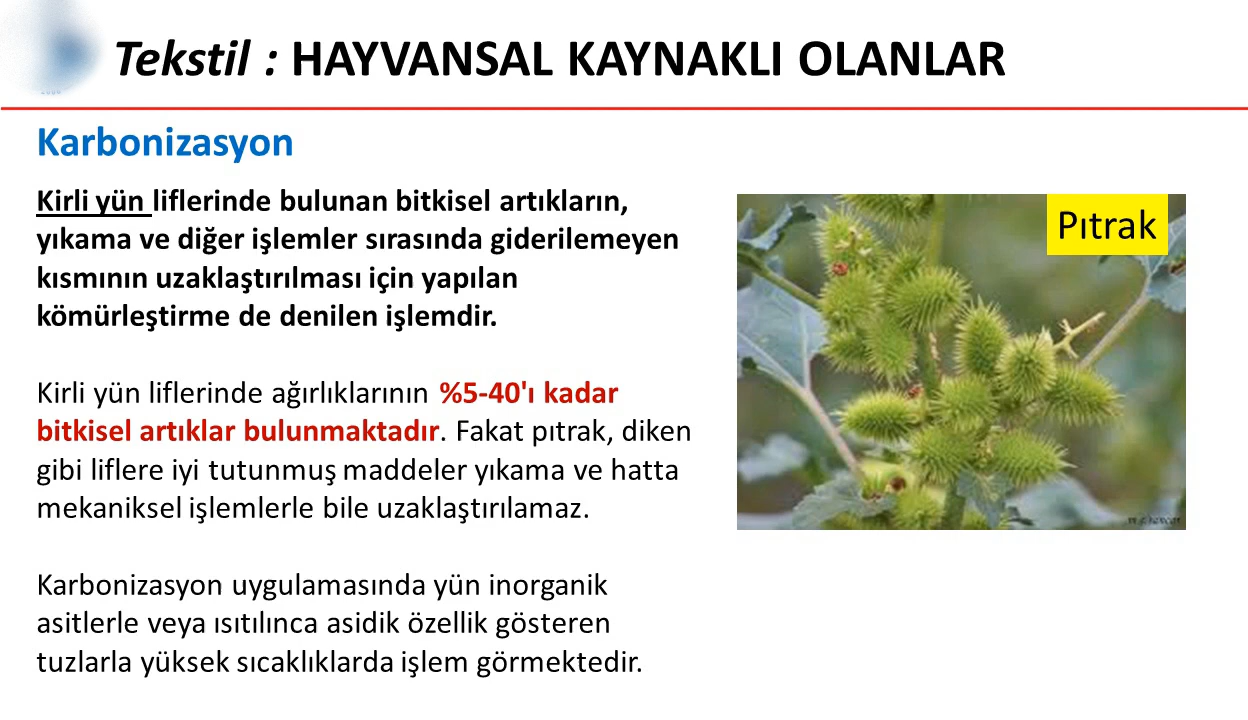 Tekstil : HAYVANSAL KAYNAKLI OLANLAR
Karbonizasyon
Kirli yün liflerinde bulunan bitkisel artıkların,
yıkama ve diğer işlemler sırasında giderilemeyen
kısmının uzaklaştırılması için yapılan
kömürleştirme de denilen işlemdir.
Kirli yün liflerinde ağırlıklarının %5-40'ı kadar
bitkisel artıklar bulunmaktadır. Fakat pıtrak, diken
gibi liflere iyi tutunmuş maddeler yıkama ve hatta
mekaniksel işlemlerle bile uzaklaştırılamaz.
Karbonizasyon uygulamasında yün inorganik
asitlerle veya ısıtılınca asidik özellik gösteren
tuzlarla yüksek sıcaklıklarda işlem görmektedir.
Pıtrak